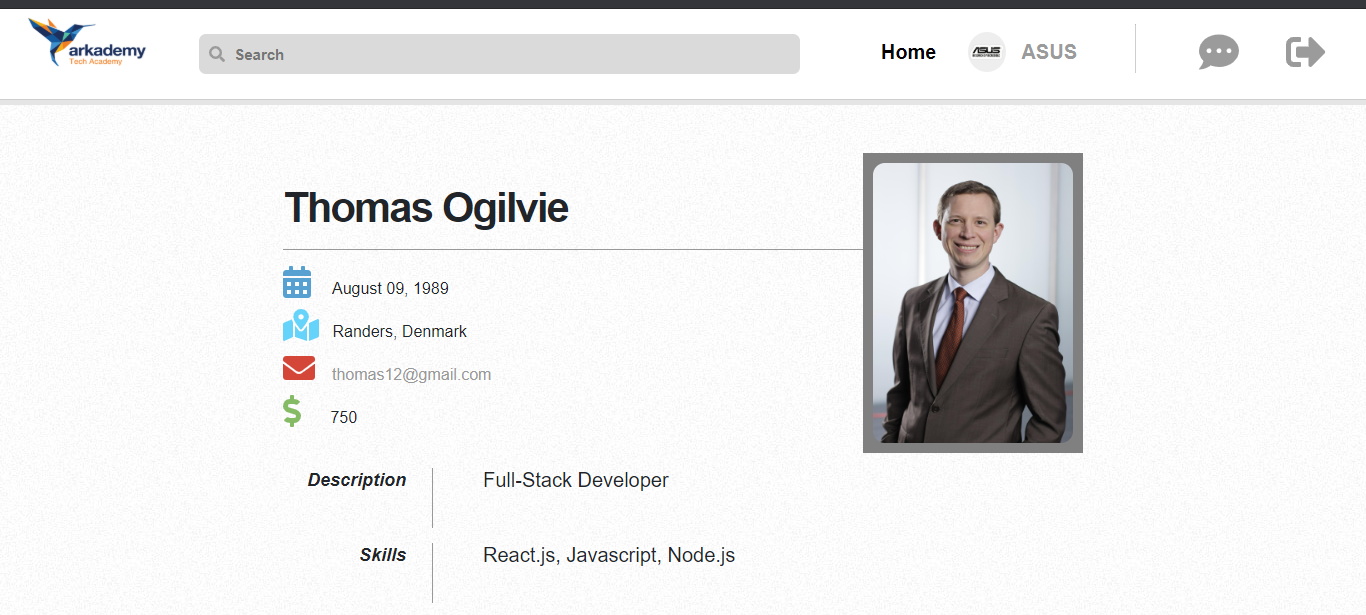 arkademy
Tech Academy
Search
Home
ASUS
ASUS
Thomas Ogilvie
August 09, 1989
Randers, Denmark
thomas12@gmail.com
$ 750
Description
Full-Stack Developer
Skills
React.js, Javascript, Node.js